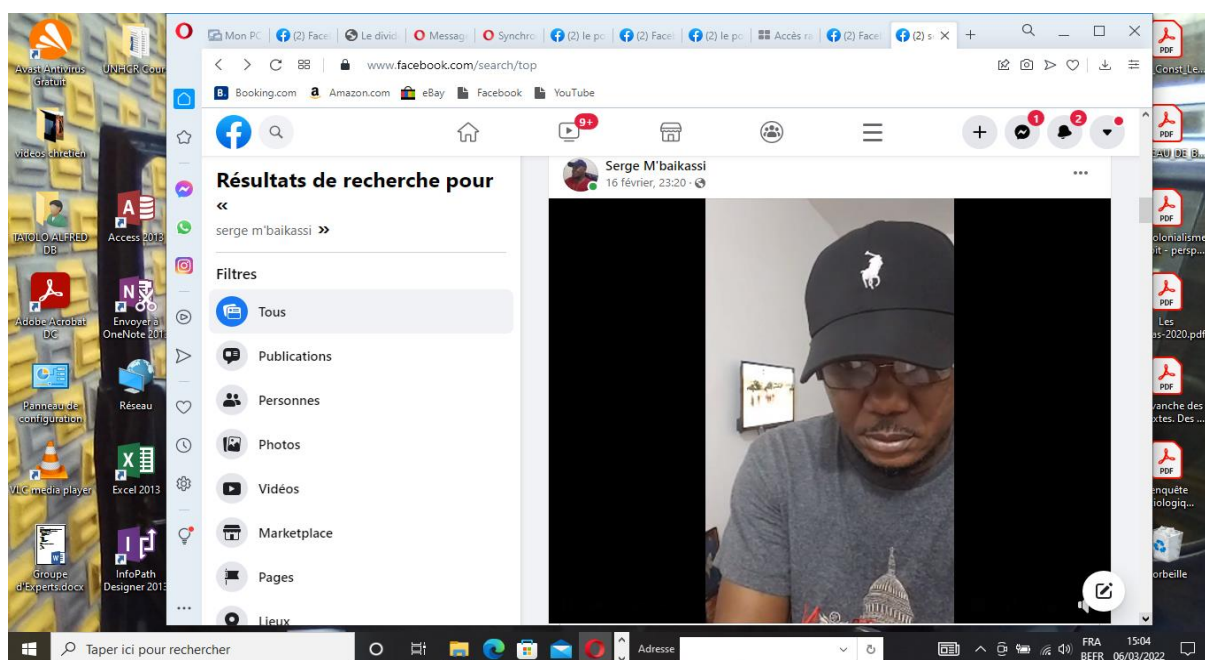 Mon PC
(2) Face
Le divid
Messag
Synchro
(2) le po
(2) Face
(2) le po
Accès ra
(2) Face
(2) s
www.facebook.com/search/top
Booking.com
Amazon.com
eBay
Facebook
YouTube
9+
1
2
Résultats de recherche pour
«
serge m'baikassi »
Filtres
Tous
Publications
Personnes
Photos
Vidéos
Marketplace
Pages
Lieux
Serge M'baikassi
16 février, 23:20
Avast Antivirus
Gratuit
UNHCR Cour
videos chretien
TATOLO ALFRED
DB
Access 2013
Adobe Acrobat
DC
Envoyer à
OneNote 201
Panneau de
configuration
Réseau
VLC media player
Excel 2013
Groupe
d'Experts.docx
InfoPath
Designer 2013
PDF
_Const_Le...
PDF
EAU DE B...
PDF
olonialisme
it - persp...
PDF
Les
as-2020.pdf
PDF
vanche des
xtes. Des ...
PDF
enquête
iologiq...
orbeille
Taper ici pour rechercher
Adresse
FRA
BEFR
15:04
06/03/2022